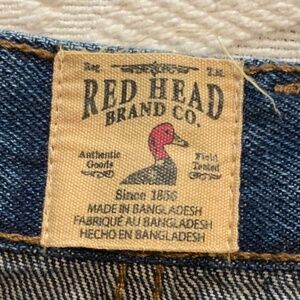 Reg. T.M.
RED HEAD
BRAND CO.
Authentic Goods
Field Tested
Since 1856
MADE IN BANGLADESH
FABRIQUÉ AU BANGLADESH
HECHO EN BANGLADESH